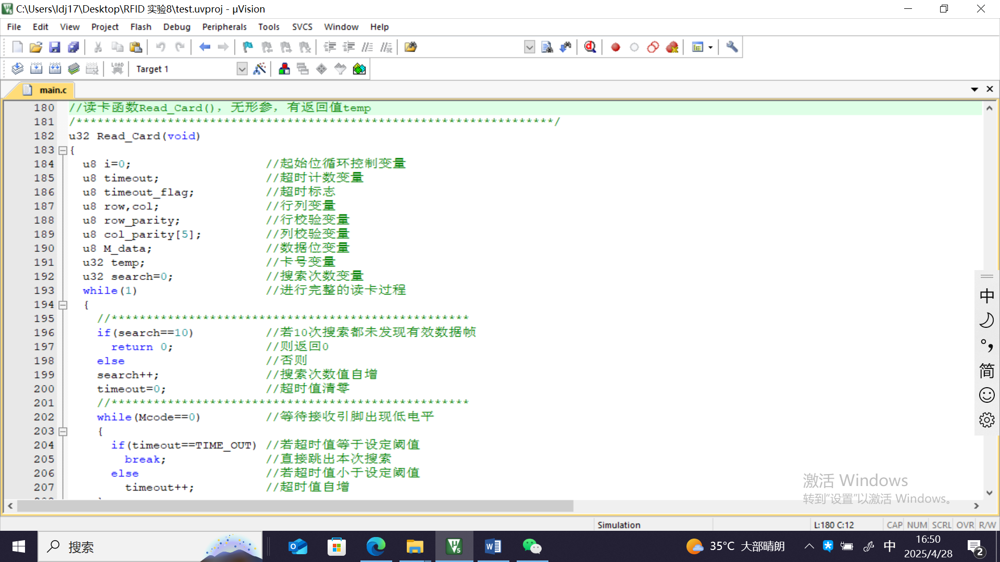 C:\Users\ldj17\Desktop\RFID 实验8\test.uvproj - µVision
File Edit View Project Flash Debug Peripherals Tools SVCS Window Help
LOAD Target 1
main.c
180 //读卡函数Read_Card(), 无形参, 有返回值temp
181 /********************************************************************/
182 u32 Read_Card(void)
183 {
184 u8 i=0; //起始位循环控制变量
185 u8 timeout; //超时计数变量
186 u8 timeout_flag; //超时标志
187 u8 row,col; //行列变量
188 u8 row_parity; //行校验变量
189 u8 col_parity[5]; //列校验变量
190 u8 M_data; //数据位变量
191 u32 temp; //卡号变量
192 u32 search=0; //搜索次数变量
193 while(1) //进行完整的读卡过程
194 {
195 //***************************************************
196 if(search==10) //若10次搜索都未发现有效数据帧
197 return 0; //则返回0
198 else //否则
199 search++; //搜索次数值自增
200 timeout=0; //超时值清零
201 //***************************************************
202 while(Mcode==0) //等待接收引脚出现低电平
203 {
204 if(timeout==TIME_OUT) //若超时值等于设定阈值
205 break; //直接跳出本次搜索
206 else //若超时值小于设定阈值
207 timeout++; //超时值自增
中
°,
简
激活 Windows
转到"设置"以激活 Windows。
Simulation L:180 C:12 CAP NUM SCRL OVR R/W
搜索
35°C 大部晴朗
中
16:50
2025/4/28
2